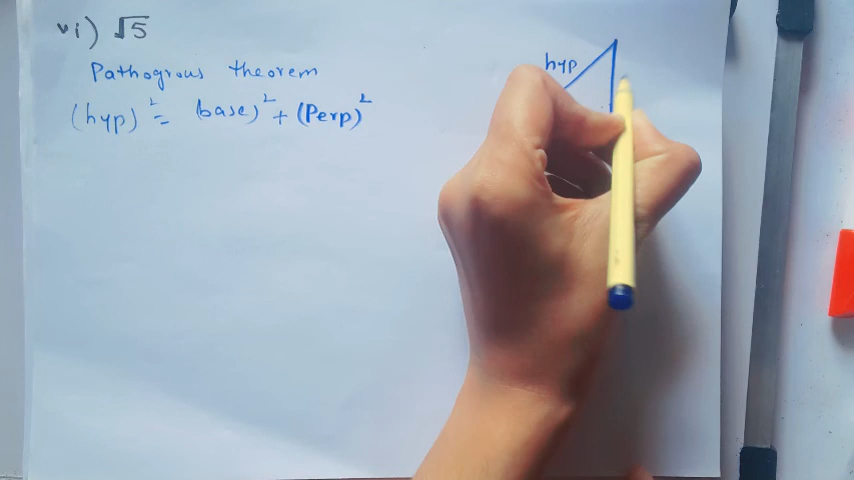 vi) √5
Pathogrous theorem
(hyp)² = (base)² + (Perp)²
hyp